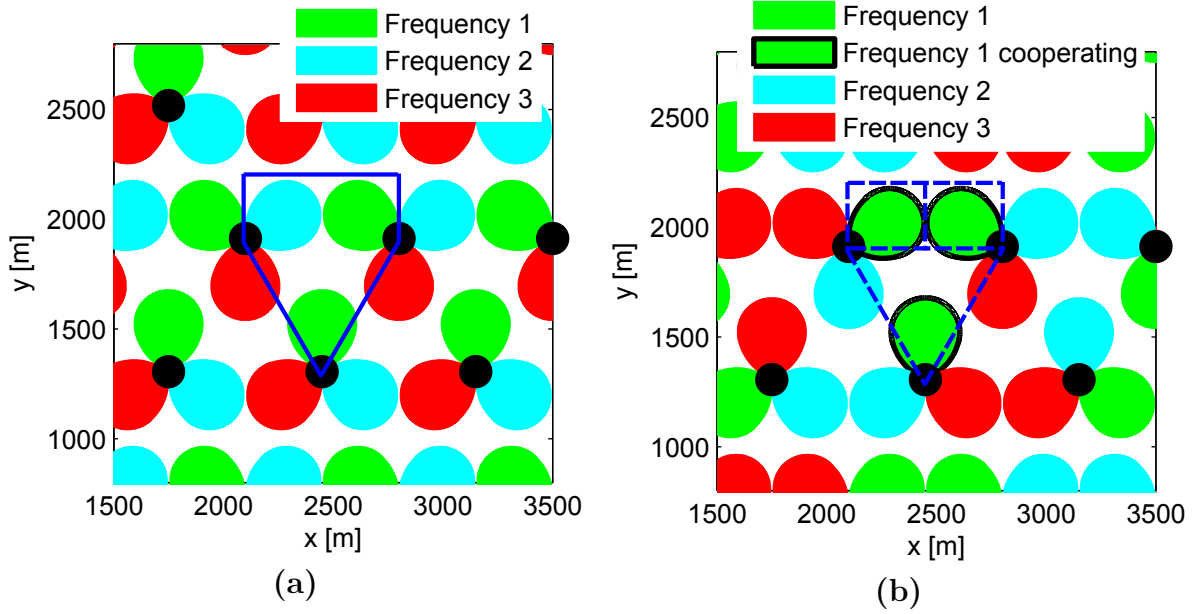 Frequency 1
Frequency 2
Frequency 3
2500
2000
1500
1000
y [m]
1500 2000 2500 3000 3500
x [m]
(a)
Frequency 1
Frequency 1 cooperating
Frequency 2
Frequency 3
2500
2000
1500
1000
y [m]
1500 2000 2500 3000 3500
x [m]
(b)